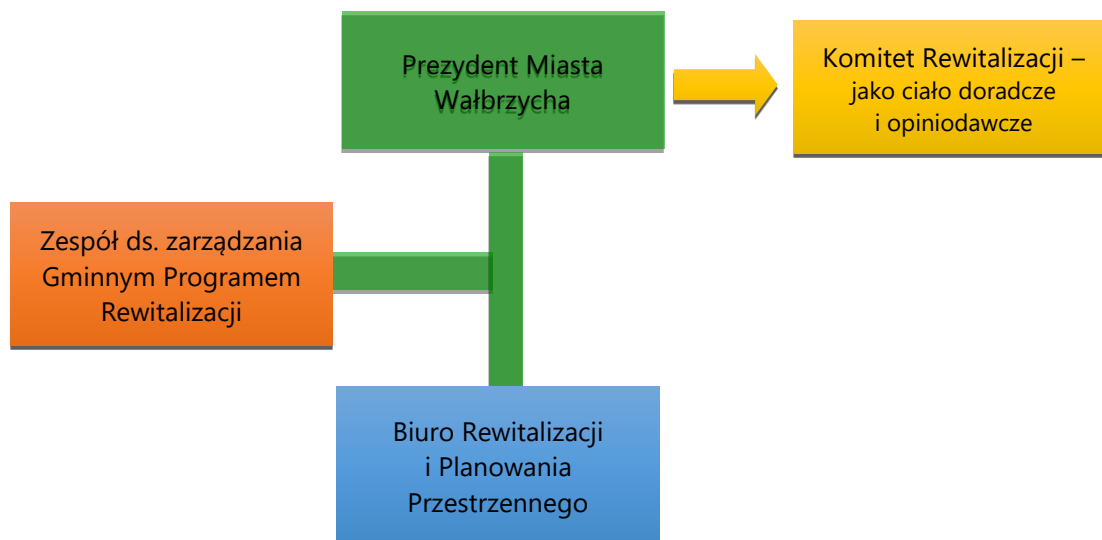 Prezydent Miasta
Wałbrzycha
Komitet Rewitalizacji –
jako ciało doradcze
i opiniodawcze
Zespół ds. zarządzania
Gminnym Programem
Rewitalizacji
Biuro Rewitalizacji
i Planowania
Przestrzennego